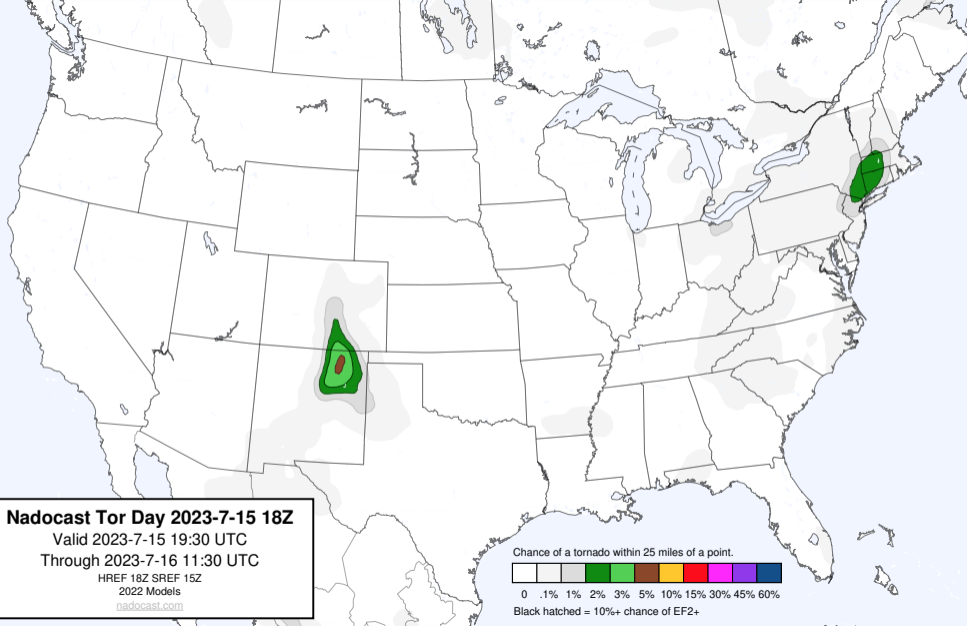 Nadocast Tor Day 2023-7-15 18Z
Valid 2023-7-15 19:30 UTC
Through 2023-7-16 11:30 UTC
HREF 18Z SREF 15Z
2022 Models
nadocast.com
Chance of a tornado within 25 miles of a point.
0 .1% 1% 2% 3% 5% 10% 15% 30% 45% 60%
Black hatched = 10%+ chance of EF2+